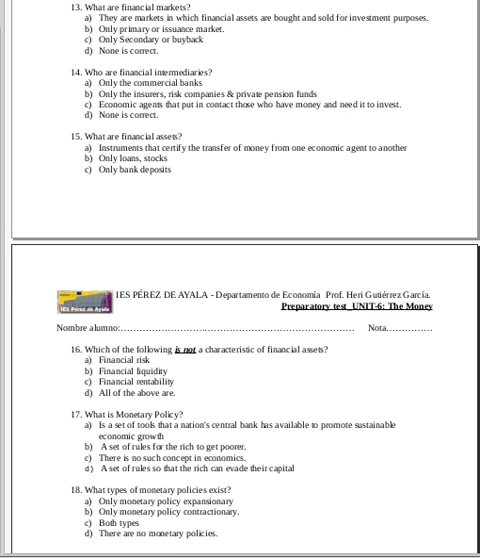 13. What are financial markets?
a) They are markets in which financial assets are bought and sold for investment purposes.
b) Only primary or issuance market.
c) Only Secondary or buyback
d) None is correct.
14. Who are financial intermediaries?
a) Only the commercial banks
b) Only the insurers, risk companies & private pension funds
c) Economic agents that put in contact those who have money and need it to invest.
d) None is correct.
15. What are financial assets?
a) Instruments that certify the transfer of money from one economic agent to another
b) Only loans, stocks
c) Only bank deposits
IES Pérez de Ayala
IES PÉREZ DE AYALA - Departamento de Economía Prof. Heri Gutiérrez García.
Preparatory test_UNIT-6: The Money
Nombre alumno:…………………………………………………………………… Nota……………
16. Which of the following is not a characteristic of financial assets?
a) Financial risk
b) Financial liquidity
c) Financial rentability
d) All of the above are.
17. What is Monetary Policy?
a) Is a set of tools that a nation's central bank has available to promote sustainable
economic growth
b) A set of rules for the rich to get poorer.
c) There is no such concept in economics.
d) A set of rules so that the rich can evade their capital
18. What types of monetary policies exist?
a) Only monetary policy expansionary
b) Only monetary policy contractionary.
c) Both types
d) There are no monetary policies.